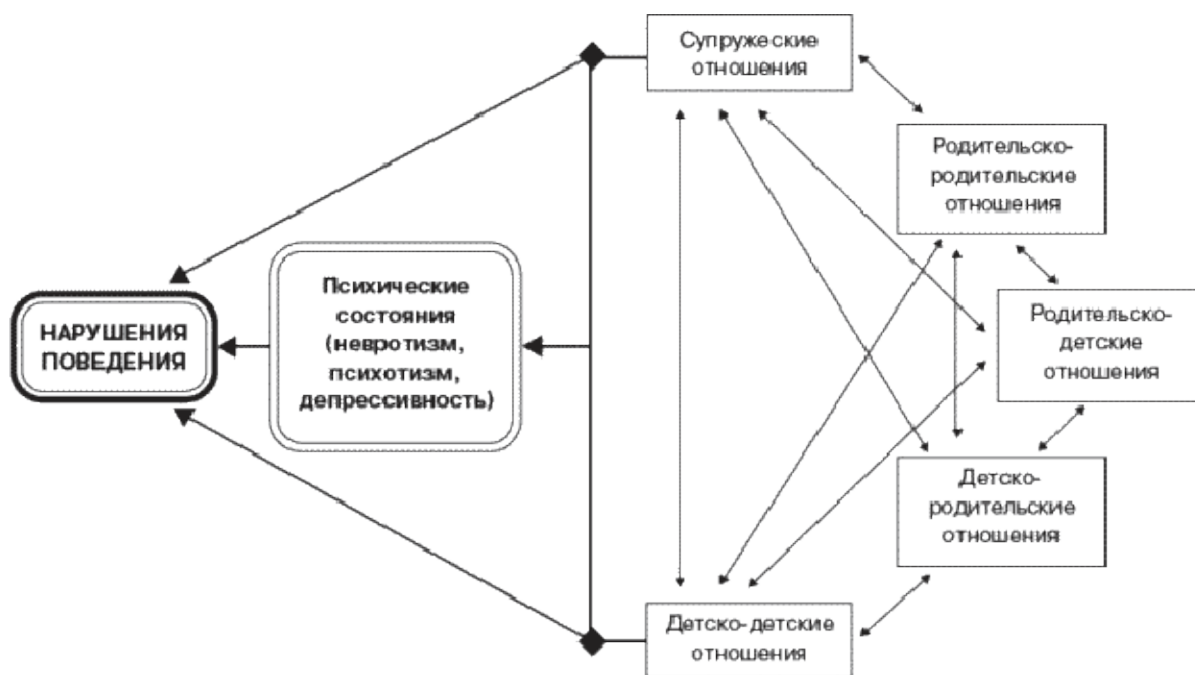 Супружеские
отношения
Родительско-
родительские
отношения
Психические
состояния
(невротизм,
психотизм,
депрессивность)
НАРУШЕНИЯ
ПОВЕДЕНИЯ
Родительско-
детские
отношения
Детско-
родительские
отношения
Детско-детские
отношения